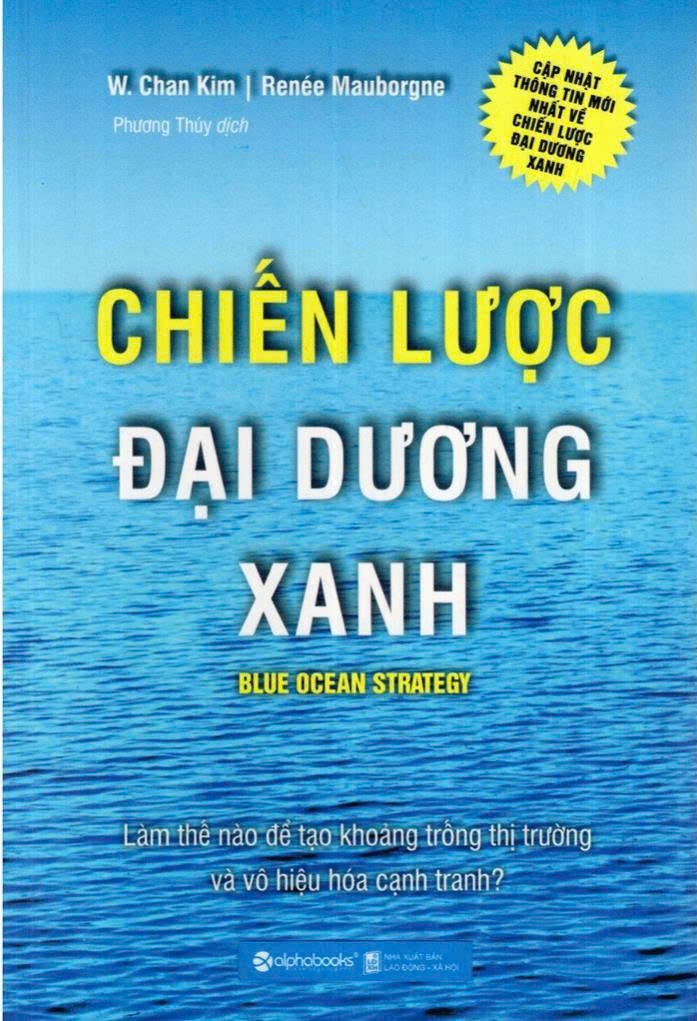 W. Chan Kim | Renée Mauborgne
Phương Thúy dịch
CẬP NHẬT
THÔNG TIN MỚI
NHẤT VỀ
CHIẾN LƯỢC
ĐẠI DƯƠNG
XANH
CHIẾN LƯỢC
ĐẠI DƯƠNG
XANH
BLUE OCEAN STRATEGY
Làm thế nào để tạo khoảng trống thị trường
và vô hiệu hóa cạnh tranh?
alphabooks
NHÀ XUẤT BẢN
LAO ĐỘNG - XÃ HỘI